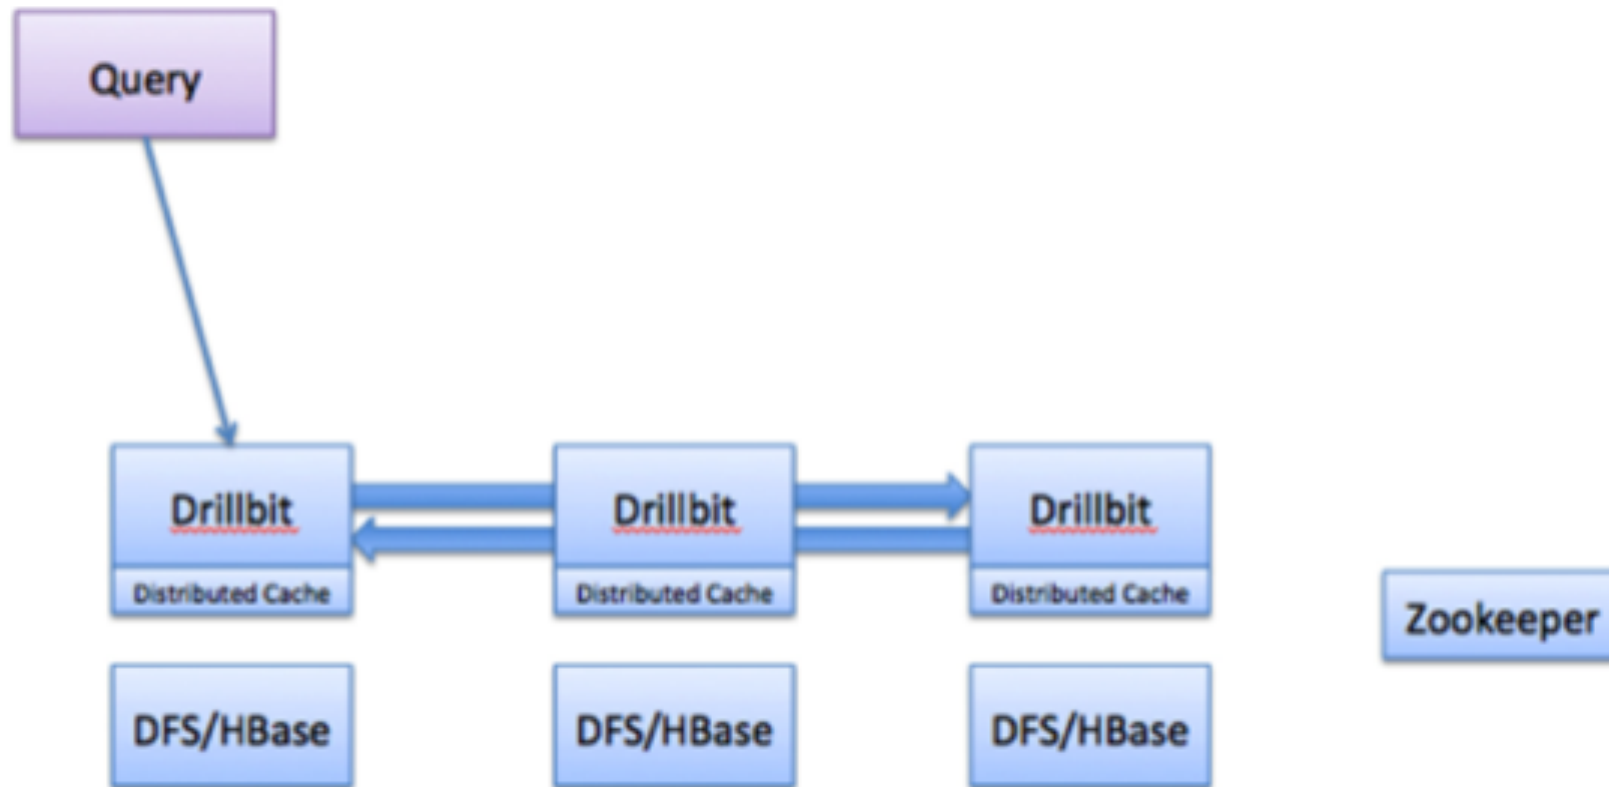 Query
Drillbit
Drillbit
Drillbit
Distributed Cache
Distributed Cache
Distributed Cache
Zookeeper
DFS/HBase
DFS/HBase
DFS/HBase